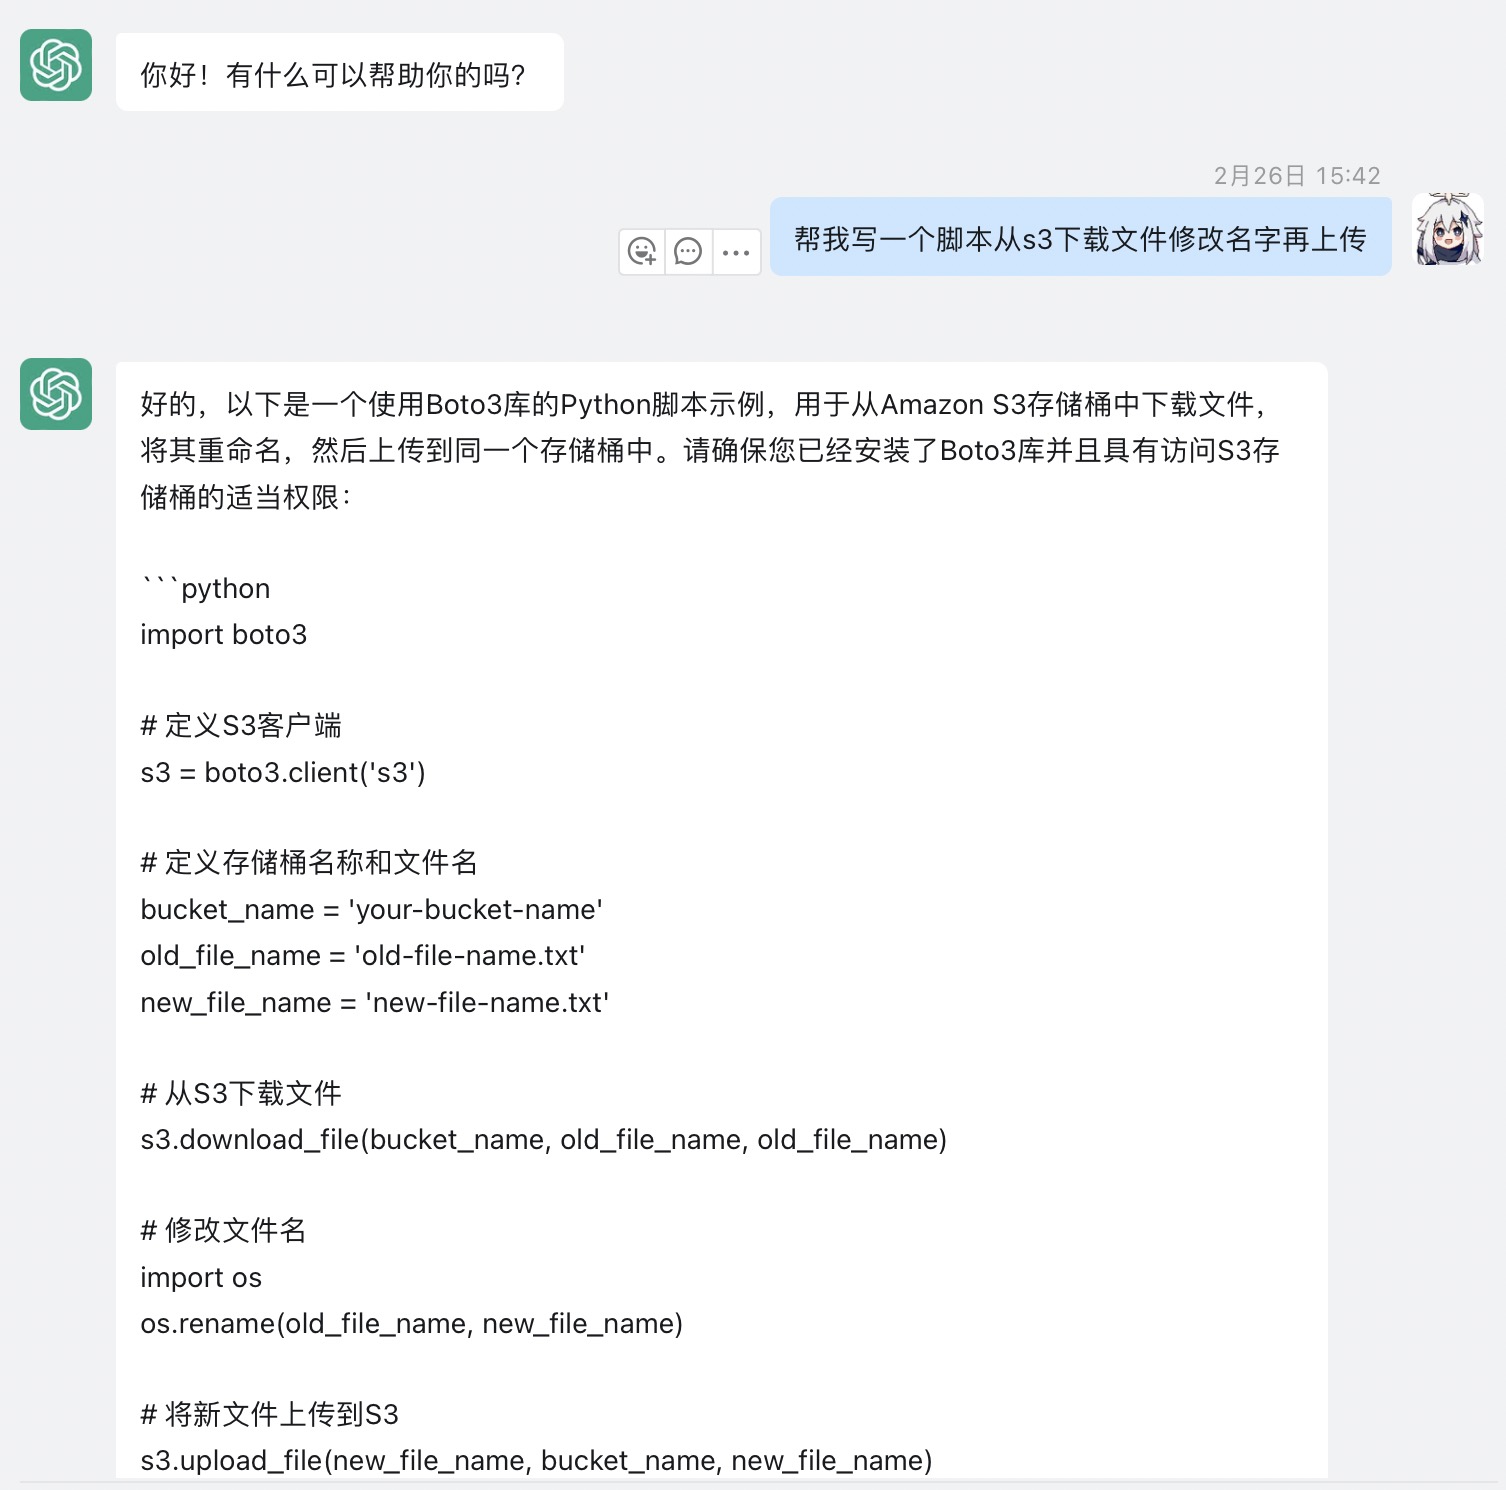 你好！有什么可以帮助你的吗?
2月26日 15:42
帮我写一个脚本从s3下载文件修改名字再上传
好的，以下是一个使用Boto3库的Python脚本示例，用于从Amazon S3存储桶中下载文件，
将其重命名，然后上传到同一个存储桶中。请确保您已经安装了Boto3库并且具有访问S3存
储桶的适当权限：
```python
import boto3
# 定义S3客户端
s3 = boto3.client('s3')
# 定义存储桶名称和文件名
bucket_name = 'your-bucket-name'
old_file_name = 'old-file-name.txt'
new_file_name = 'new-file-name.txt'
# 从S3下载文件
s3.download_file(bucket_name, old_file_name, old_file_name)
# 修改文件名
import os
os.rename(old_file_name, new_file_name)
# 将新文件上传到S3
s3.upload_file(new_file_name, bucket_name, new_file_name)